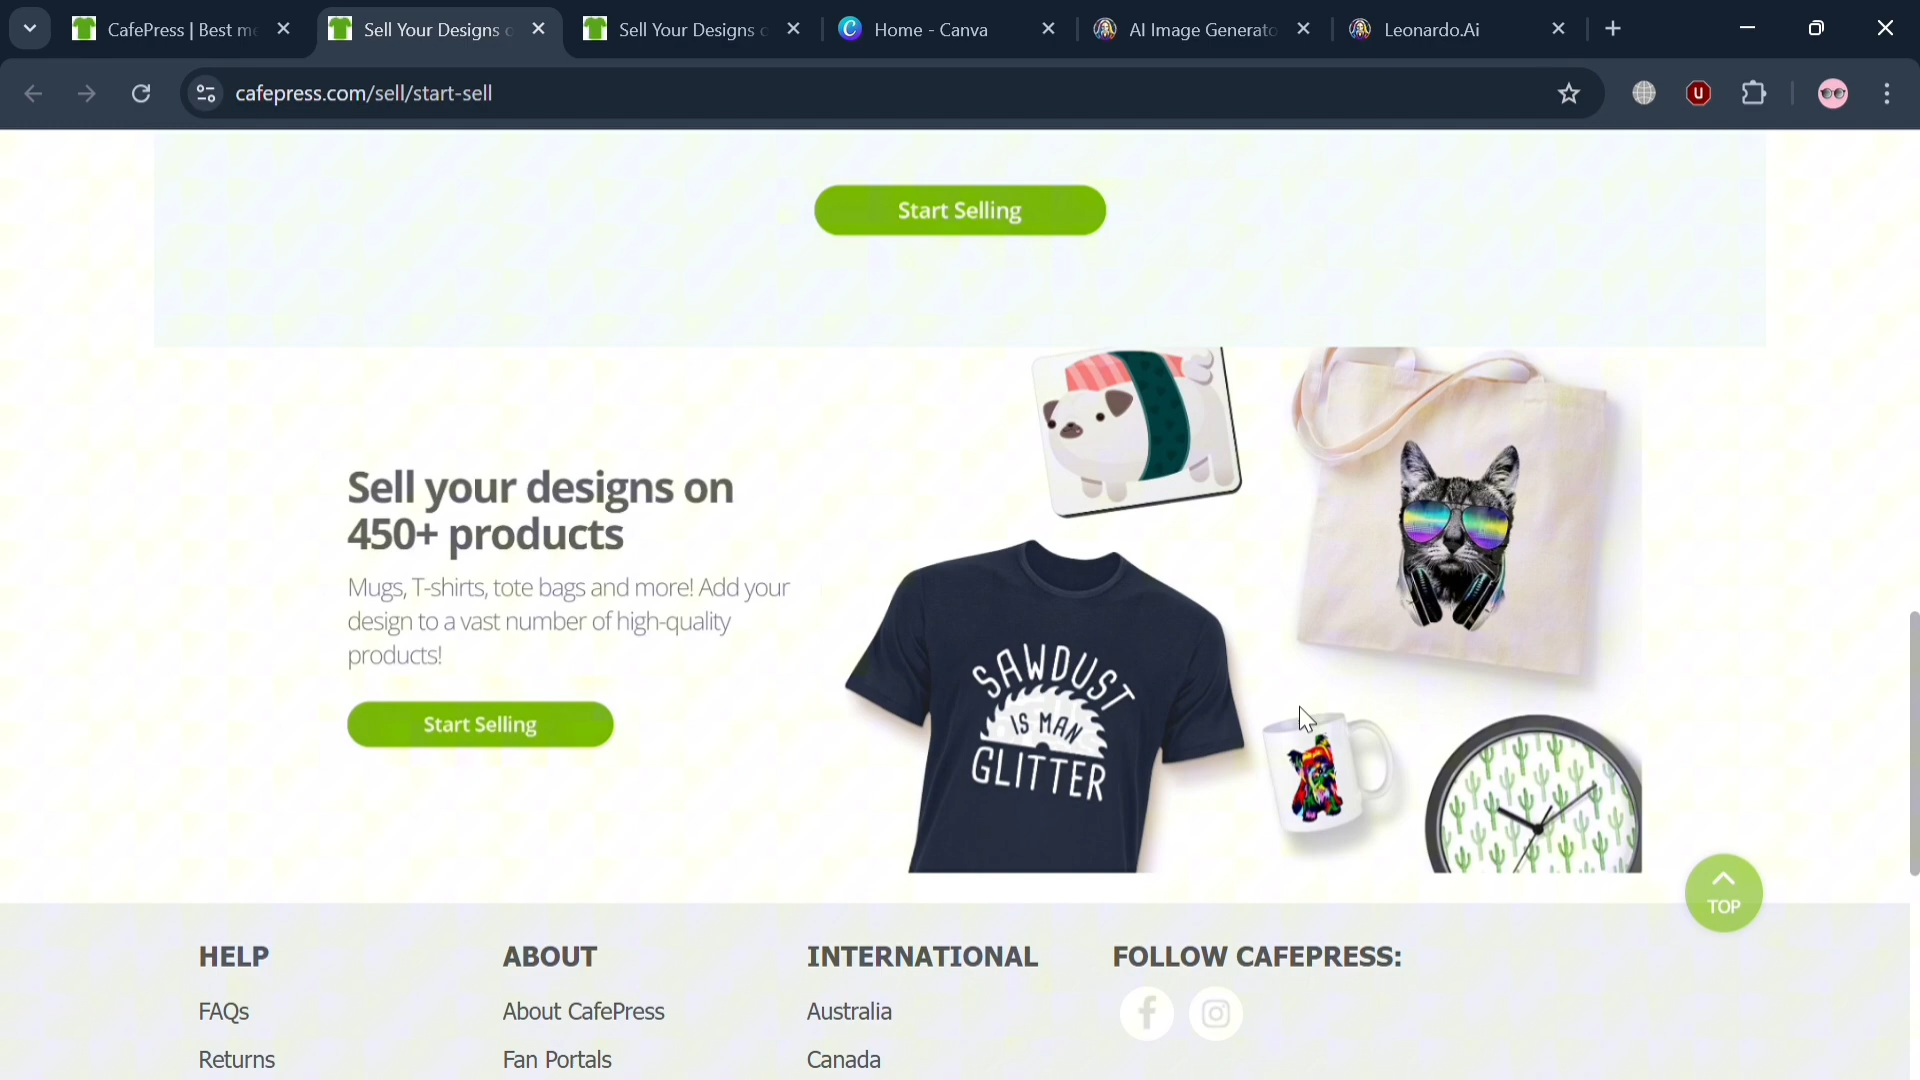 CafePress | Best me
Sell Your Designs o
Sell Your Designs o
Home - Canva
AI Image Generato
Leonardo.Ai
cafepress.com/sell/start-sell
Start Selling
Sell your designs on
450+ products
Mugs, T-shirts, tote bags and more! Add your
design to a vast number of high-quality
products!
Start Selling
SAWDUST
IS MAN
GLITTER
TOP
HELP
FAQs
Returns
ABOUT
About CafePress
Fan Portals
INTERNATIONAL
Australia
Canada
FOLLOW CAFEPRESS: